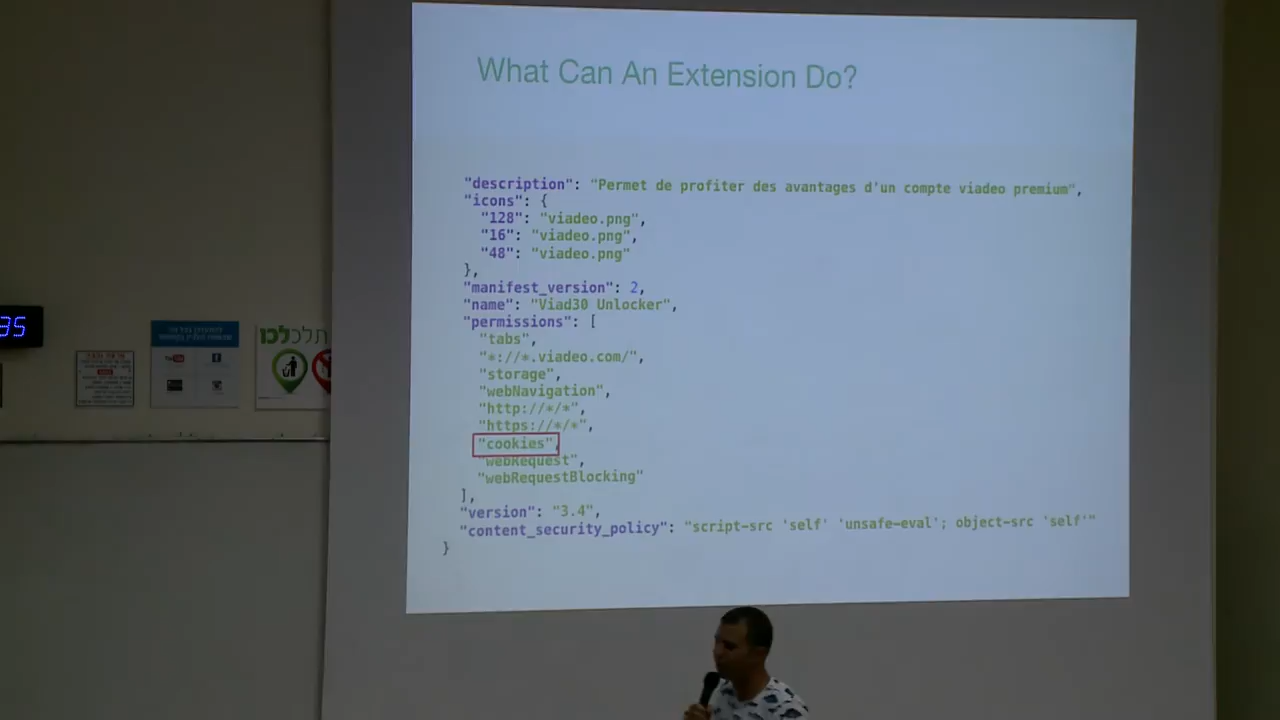 What Can An Extension Do?
"description": "Permet de profiter des avantages d'un compte viadeo premium",
"icons": {
"128": "viadeo.png",
"16": "viadeo.png",
"48": "viadeo.png"
},
"manifest_version": 2,
"name": "Viad30 Unlocker",
"permissions": [
"tabs",
"*://*.viadeo.com/",
"storage",
"webNavigation",
"http://*/*",
"https://*/*",
"cookies",
"webRequest",
"webRequestBlocking"
],
"version": "3.4",
"content_security_policy": "script-src 'self' 'unsafe-eval'; object-src 'self'"
}
35
תלכלכו